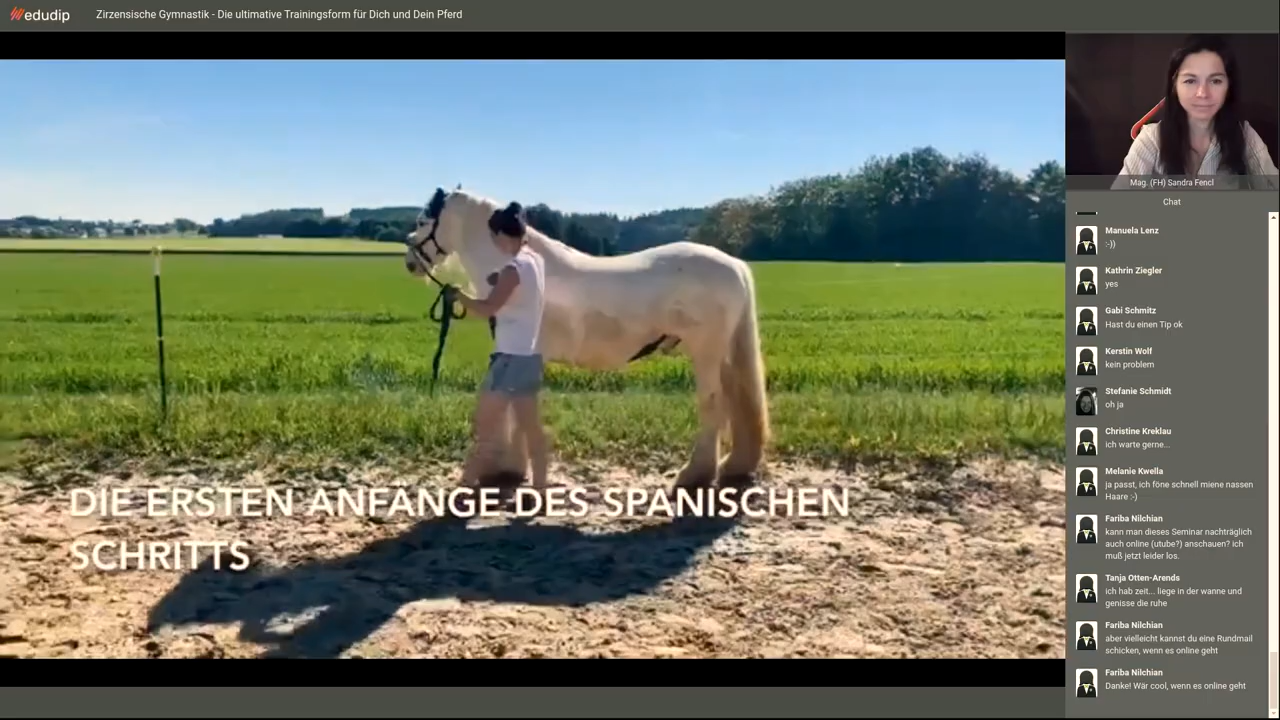 edudip
Zirzensische Gymnastik - Die ultimative Trainingsform für Dich und Dein Pferd
DIE ERSTEN ANFÄNGE DES SPANISCHEN
SCHRITTS
Mag. (FH) Sandra Fencl
Chat
Manuela Lenz
:-))
Kathrin Ziegler
yes
Gabi Schmitz
Hast du einen Tip ok
Kerstin Wolf
kein problem
Stefanie Schmidt
oh ja
Christine Kreklau
ich warte gerne...
Melanie Kwella
ja passt, ich föne schnell miene nassen
Haare :-)
Fariba Nilchian
kann man dieses Seminar nachträglich
auch online (utube?) anschauen? ich
muß jetzt leider los.
Tanja Otten-Arends
ich hab zeit... liege in der wanne und
genisse die ruhe
Fariba Nilchian
aber vielleicht kannst du eine Rundmail
schicken, wenn es online geht
Fariba Nilchian
Danke! Wär cool, wenn es online geht